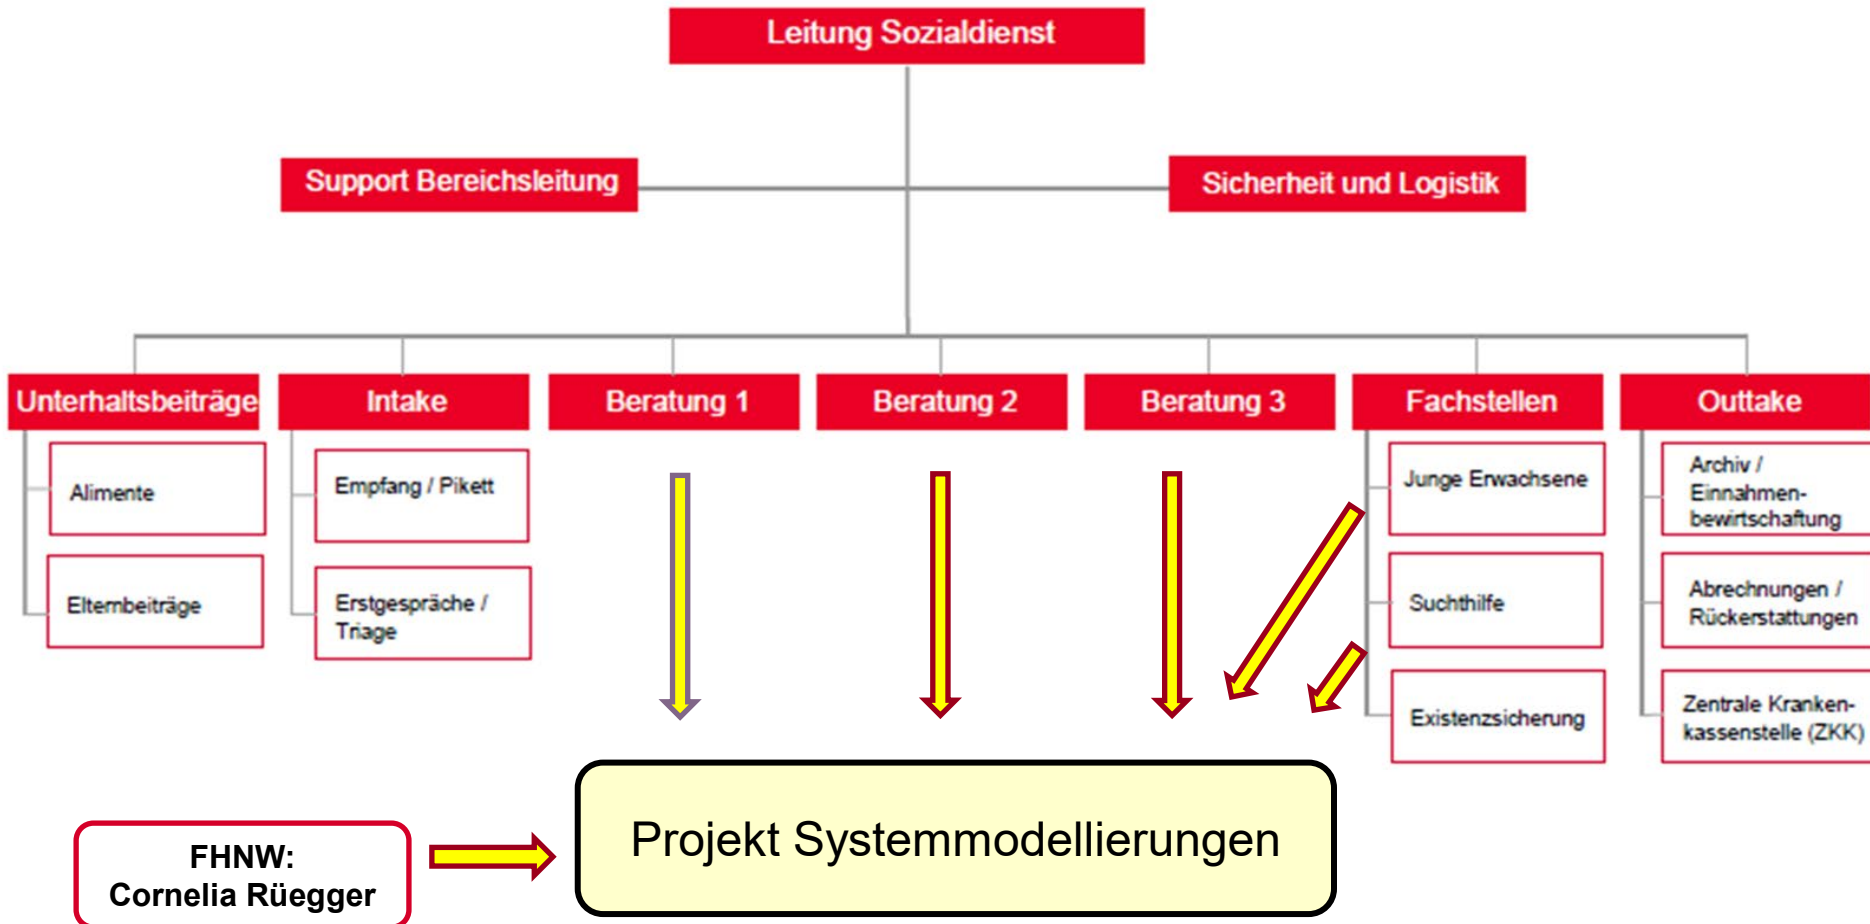 Leitung Sozialdienst
Support Bereichsleitung
Sicherheit und Logistik
Unterhaltsbeiträge
Intake
Beratung 1
Beratung 2
Beratung 3
Fachstellen
Outtake
Alimente
Elternbeiträge
Empfang / Pikett
Erstgespräche /
Triage
Junge Erwachsene
Suchthilfe
Existenzsicherung
Archiv /
Einnahmen-
bewirtschaftung
Abrechnungen /
Rückerstattungen
Zentrale Kranken-
kassenstelle (ZKK)
FHNW:
Cornelia Rüegger
Projekt Systemmodellierungen